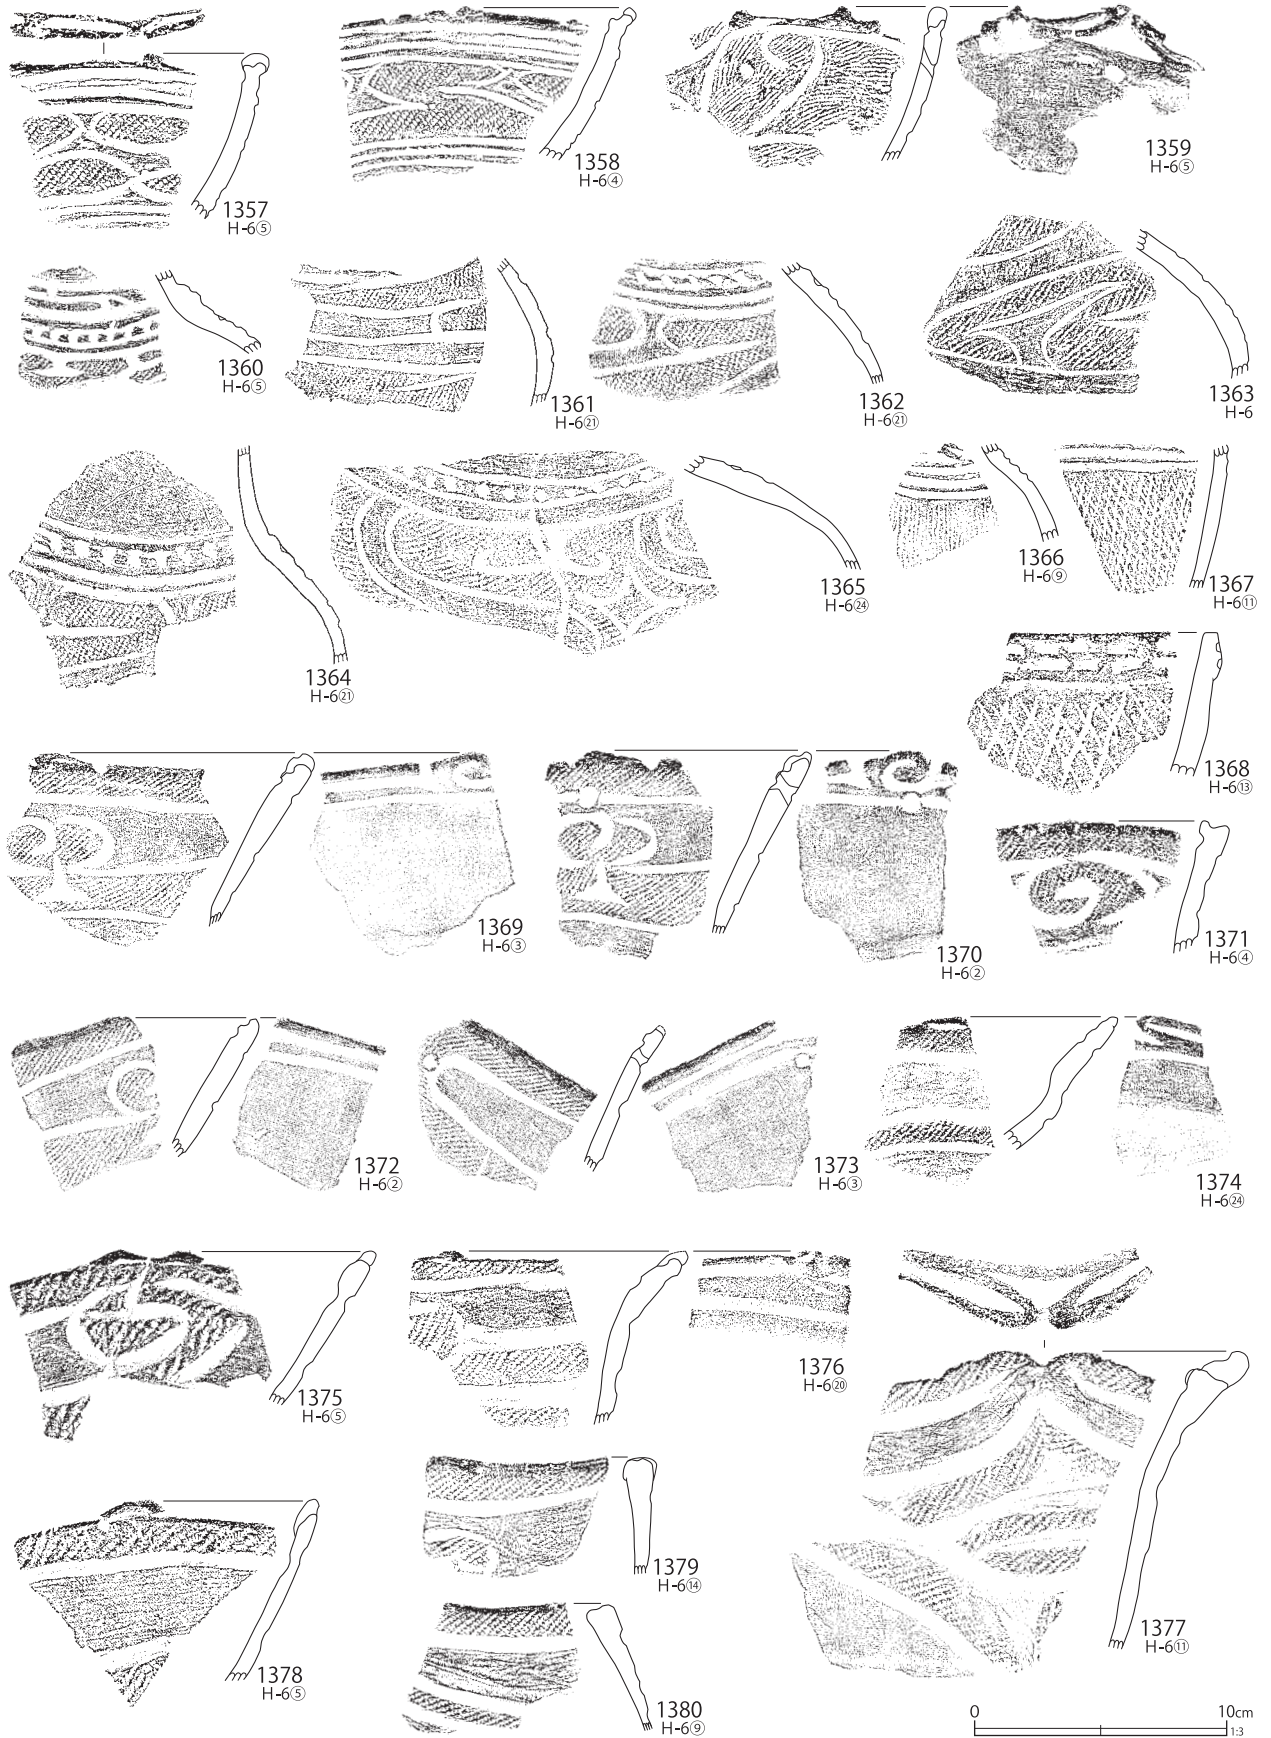 1357
H-6⑤
1358
H-6④
1359
H-6⑤
1360
H-6⑤
1361
H-6㉑
1362
H-6㉑
1363
H-6
1364
H-6㉑
1365
H-6㉔
1366
H-6⑨
1367
H-6⑪
1368
H-6⑬
1369
H-6③
1370
H-6②
1371
H-6④
1372
H-6②
1373
H-6③
1374
H-6㉔
1375
H-6⑤
1376
H-6⑳
1377
H-6⑪
1378
H-6⑤
1379
H-6⑭
1380
H-6⑨
0 10cm
1:3